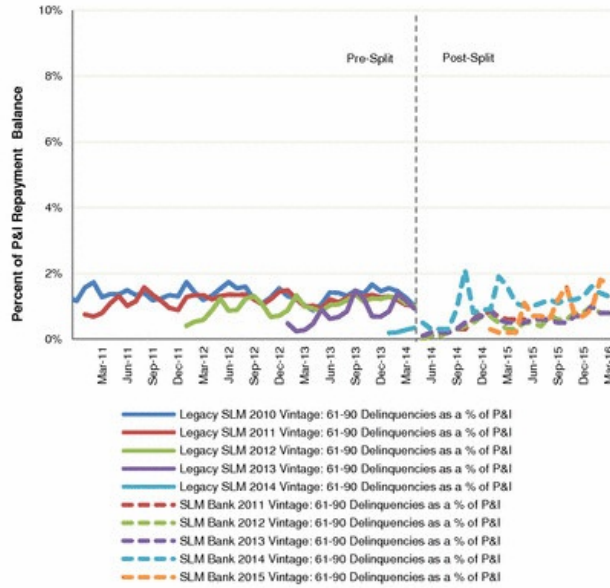 10%
Pre-Split
Post-Split
8%
6%
4%
2%
0%
Percent of P&I Repayment Balance
Mar-11
Jun-11
Sep-11
Dec-11
Mar-12
Jun-12
Sep-12
Dec-12
Mar-13
Jun-13
Sep-13
Dec-13
Mar-14
Jun-14
Sep-14
Dec-14
Mar-15
Jun-15
Sep-15
Dec-15
Mar-16
Legacy SLM 2010 Vintage: 61-90 Delinquencies as a % of P&I
Legacy SLM 2011 Vintage: 61-90 Delinquencies as a % of P&I
Legacy SLM 2012 Vintage: 61-90 Delinquencies as a % of P&I
Legacy SLM 2013 Vintage: 61-90 Delinquencies as a % of P&I
Legacy SLM 2014 Vintage: 61-90 Delinquencies as a % of P&I
SLM Bank 2011 Vintage: 61-90 Delinquencies as a % of P&I
SLM Bank 2012 Vintage: 61-90 Delinquencies as a % of P&I
SLM Bank 2013 Vintage: 61-90 Delinquencies as a % of P&I
SLM Bank 2014 Vintage: 61-90 Delinquencies as a % of P&I
SLM Bank 2015 Vintage: 61-90 Delinquencies as a % of P&I